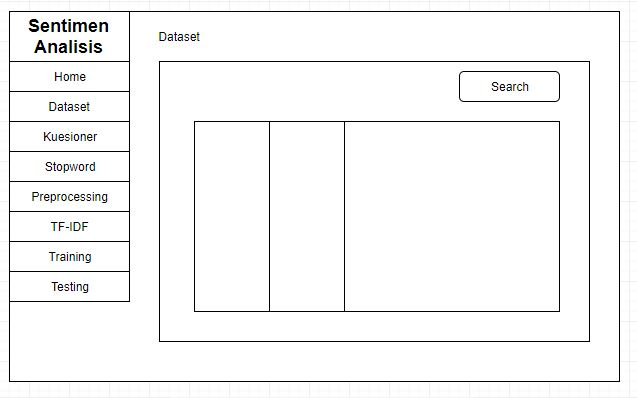 Sentimen
Analisis
Home
Dataset
Kuesioner
Stopword
Preprocessing
TF-IDF
Training
Testing
Dataset
Search